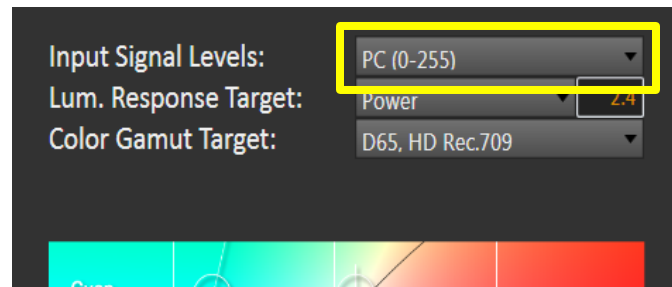 Input Signal Levels: PC (0-255)
Lum. Response Target: Power 2.4
Color Gamut Target: D65, HD Rec.709